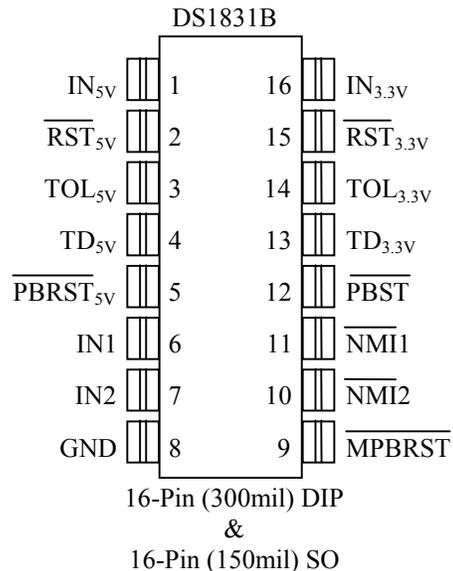 DS1831B
IN5V 1 16 IN3.3V
RST5V 2 15 RST3.3V
TOL5V 3 14 TOL3.3V
TD5V 4 13 TD3.3V
PBRST5V 5 12 PBST
IN1 6 11 NMI1
IN2 7 10 NMI2
GND 8 9 MPBRST
16-Pin (300mil) DIP
&
16-Pin (150mil) SO